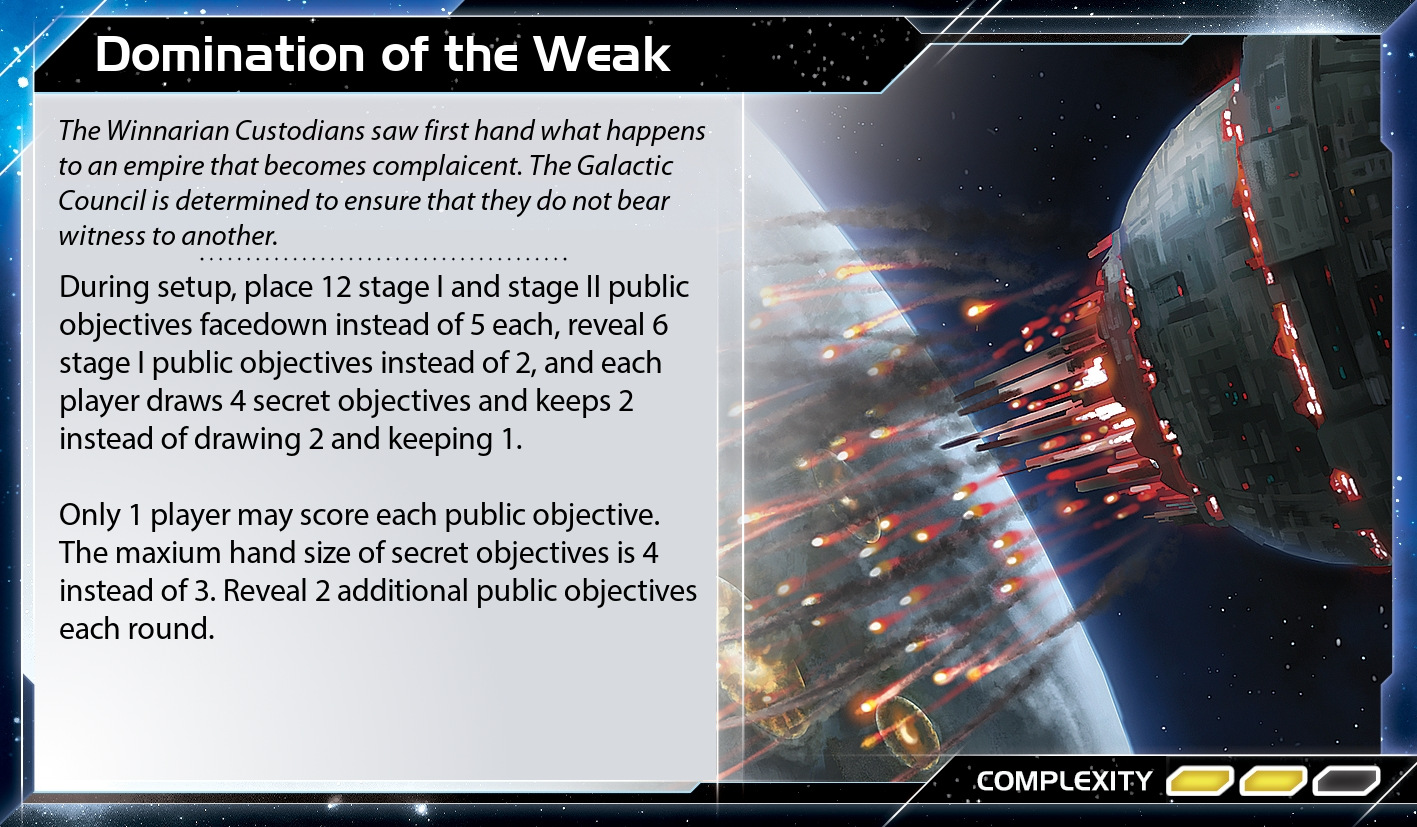 Domination of the Weak
The Winnarian Custodians saw first hand what happens
to an empire that becomes complaicent. The Galactic
Council is determined to ensure that they do not bear
witness to another.
During setup, place 12 stage I and stage II public
objectives facedown instead of 5 each, reveal 6
stage I public objectives instead of 2, and each
player draws 4 secret objectives and keeps 2
instead of drawing 2 and keeping 1.
Only 1 player may score each public objective.
The maxium hand size of secret objectives is 4
instead of 3. Reveal 2 additional public objectives
each round.
COMPLEXITY